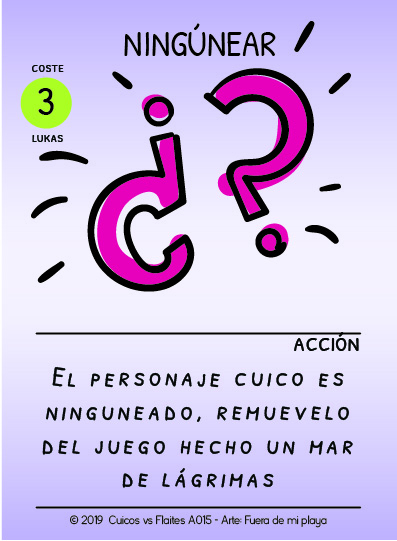 NINGÚNEAR
COSTE
3
LUKAS
¿?
ACCIÓN
EL PERSONAJE CUICO ES
NINGUNEADO, REMUEVELO
DEL JUEGO HECHO UN MAR
DE LÁGRIMAS
© 2019 Cuicos vs Flaites A015 - Arte: Fuera de mi playa